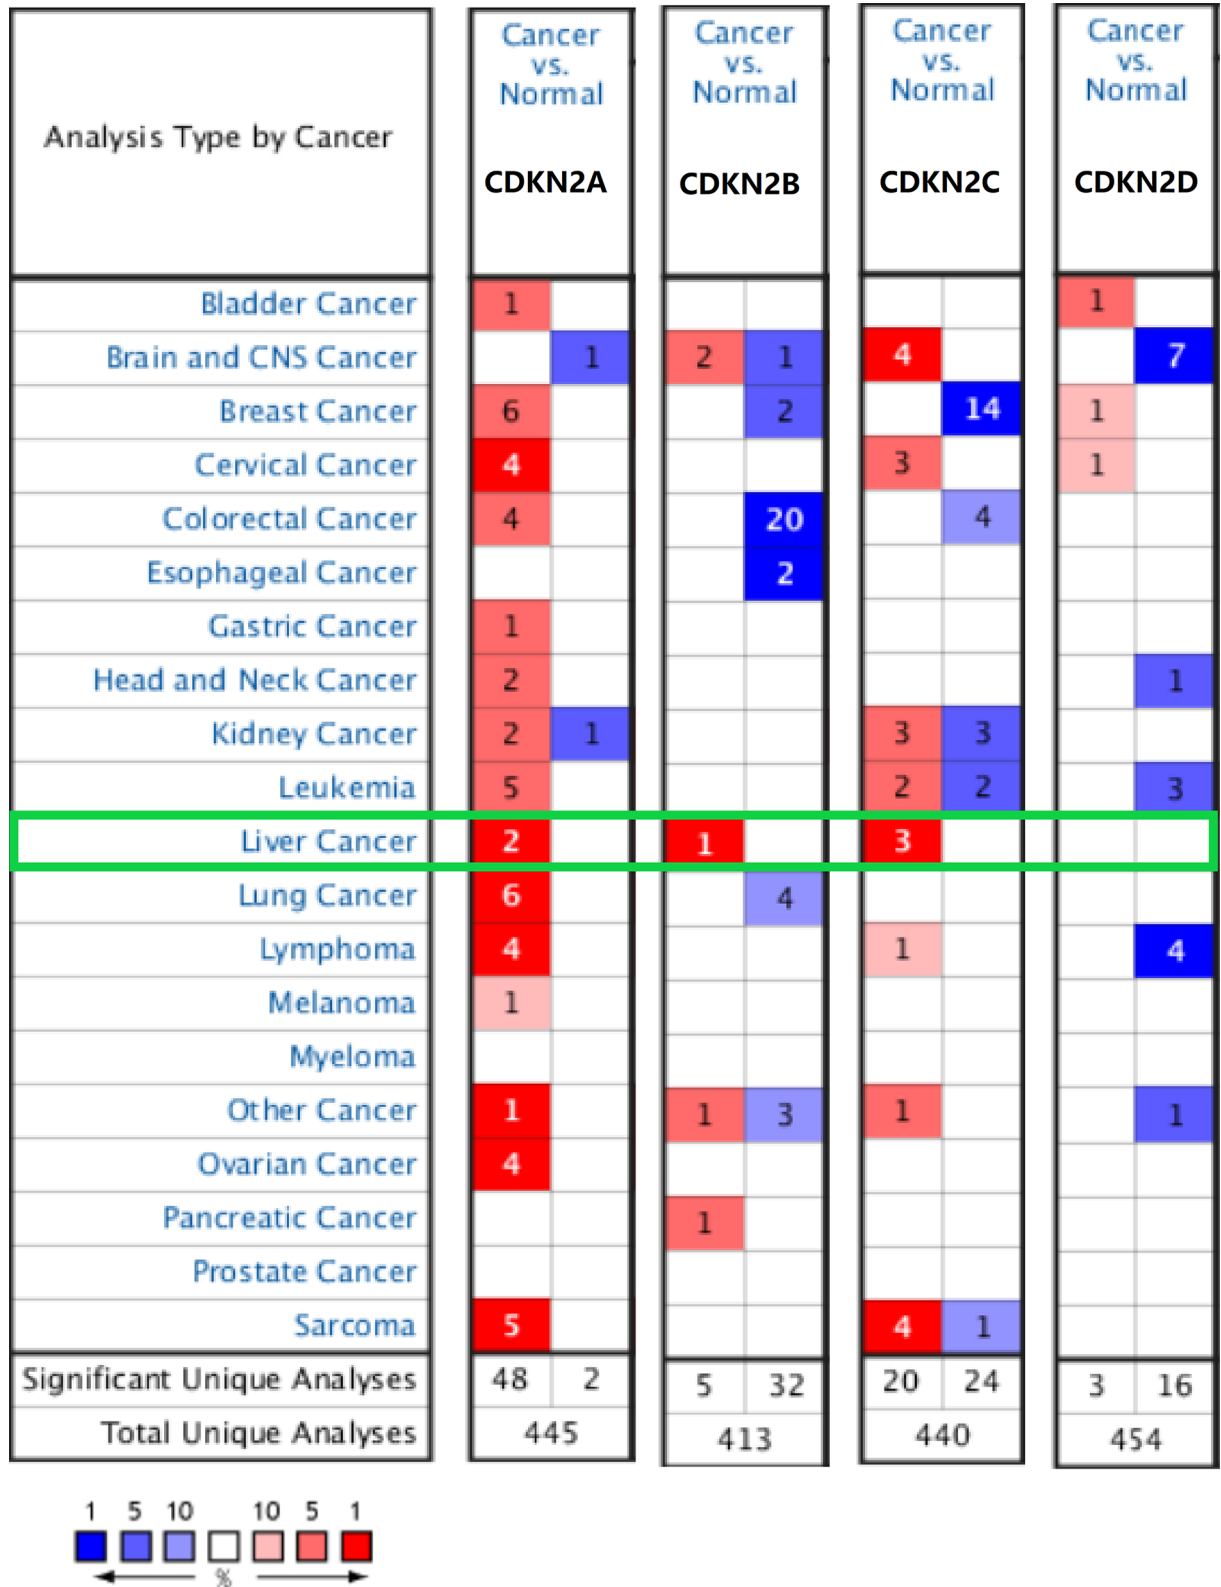 Analysis Type by Cancer
Cancer
vs.
Normal
CDKN2A
Cancer
vs.
Normal
CDKN2B
Cancer
vs.
Normal
CDKN2C
Cancer
vs.
Normal
CDKN2D
Bladder Cancer 1 1
Brain and CNS Cancer 1 2 1 4 7
Breast Cancer 6 2 14 1
Cervical Cancer 4 3 1
Colorectal Cancer 4 20 4
Esophageal Cancer 2
Gastric Cancer 1
Head and Neck Cancer 2 1
Kidney Cancer 2 1 3 3
Leukemia 5 2 2 3
Liver Cancer 2 1 3
Lung Cancer 6 4
Lymphoma 4 1 4
Melanoma 1
Myeloma
Other Cancer 1 1 3 1 1
Ovarian Cancer 4
Pancreatic Cancer 1
Prostate Cancer
Sarcoma 5 4 1
Significant Unique Analyses 48 2 5 32 20 24 3 16
Total Unique Analyses 445 413 440 454
1 5 10 10 5 1
%